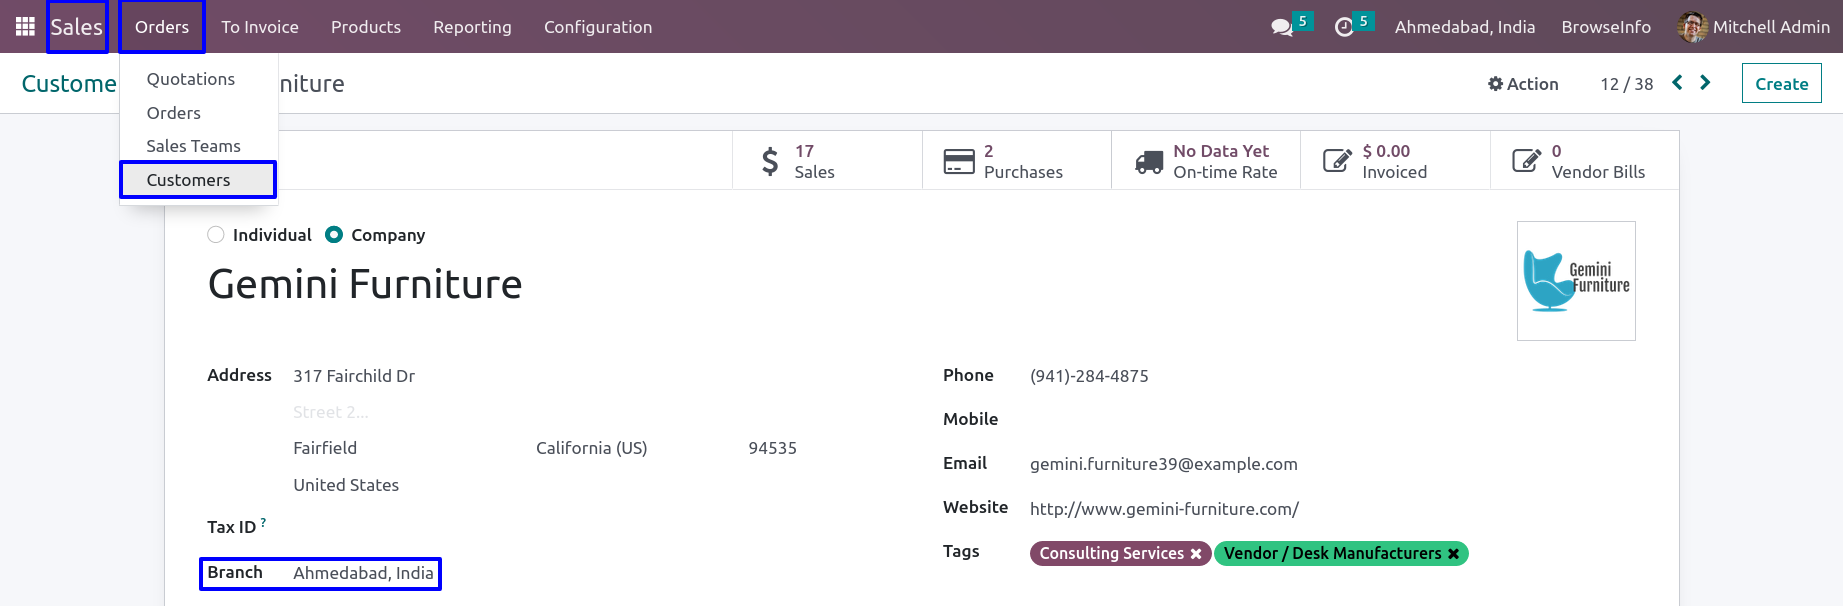 Sales Orders To Invoice Products Reporting Configuration 5 5 Ahmedabad, India BrowseInfo Mitchell Admin
Custome niture Action 12 / 38 Create
Quotations
Orders
Sales Teams
Customers
17 Sales
2 Purchases
No Data Yet On-time Rate
$ 0.00 Invoiced
0 Vendor Bills
Individual Company
Gemini Furniture
Gemini
Furniture
Address 317 Fairchild Dr
Street 2...
Fairfield California (US) 94535
United States
Tax ID ?
Branch Ahmedabad, India
Phone (941)-284-4875
Mobile
Email gemini.furniture39@example.com
Website http://www.gemini-furniture.com/
Tags Consulting Services × Vendor / Desk Manufacturers ×